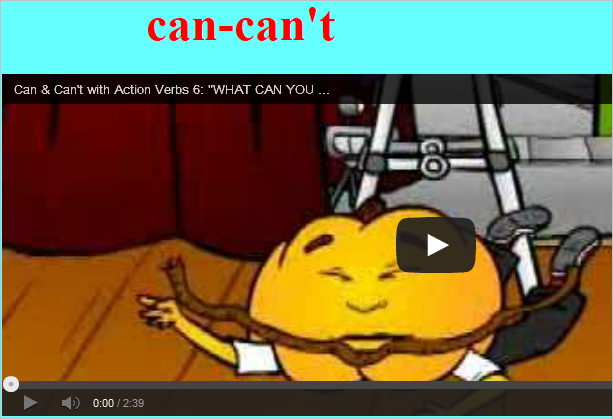 can-can't
Can & Can't with Action Verbs 6: "WHAT CAN YOU ...
0:00 / 2:39